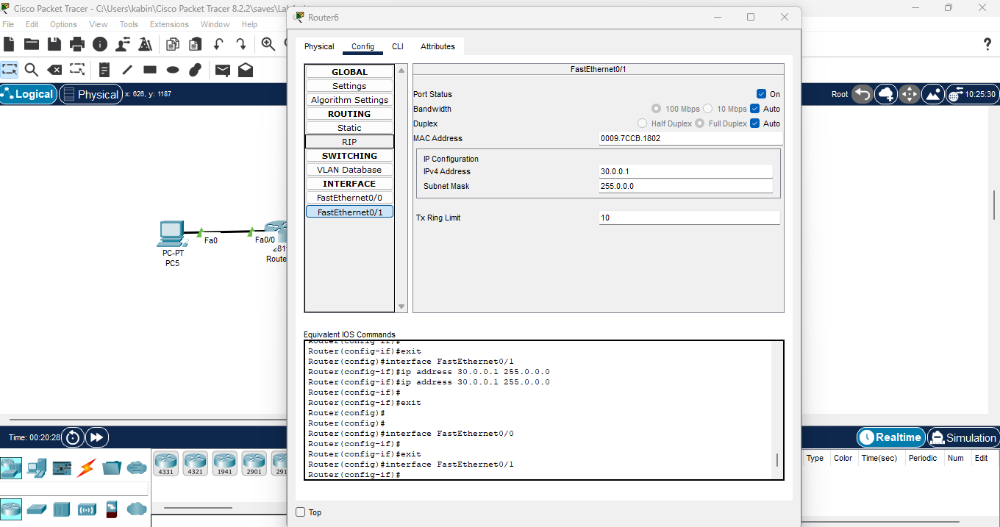 Cisco Packet Tracer - C:\Users\kabin\Cisco Packet Tracer 8.2.2\saves\La
Router6
File Edit Options View Tools Extensions Window Help
Physical Config CLI Attributes
Logical Physical x: 626, y: 1187
Root 10:25:30
GLOBAL
Settings
Algorithm Settings
ROUTING
Static
RIP
SWITCHING
VLAN Database
INTERFACE
FastEthernet0/0
FastEthernet0/1
FastEthernet0/1
Port Status On
Bandwidth 100 Mbps 10 Mbps Auto
Duplex Half Duplex Full Duplex Auto
MAC Address 0009.7CCB.1802
IP Configuration
IPv4 Address 30.0.0.1
Subnet Mask 255.0.0.0
Tx Ring Limit 10
Fa0 Fa0/0
PC-PT
PC5
281
Route
Equivalent IOS Commands
Router(config-if)#
Router(config-if)#exit
Router(config)#interface FastEthernet0/1
Router(config-if)#ip address 30.0.0.1 255.0.0.0
Router(config-if)#ip address 30.0.0.1 255.0.0.0
Router(config-if)#
Router(config-if)#exit
Router(config)#
Router(config)#
Router(config)#interface FastEthernet0/0
Router(config-if)#
Router(config-if)#exit
Router(config)#interface FastEthernet0/1
Router(config-if)#
Top
Time: 00:20:28
Realtime Simulation
4331 4321 1941 2901 291
Type Color Time(sec) Periodic Num Edit